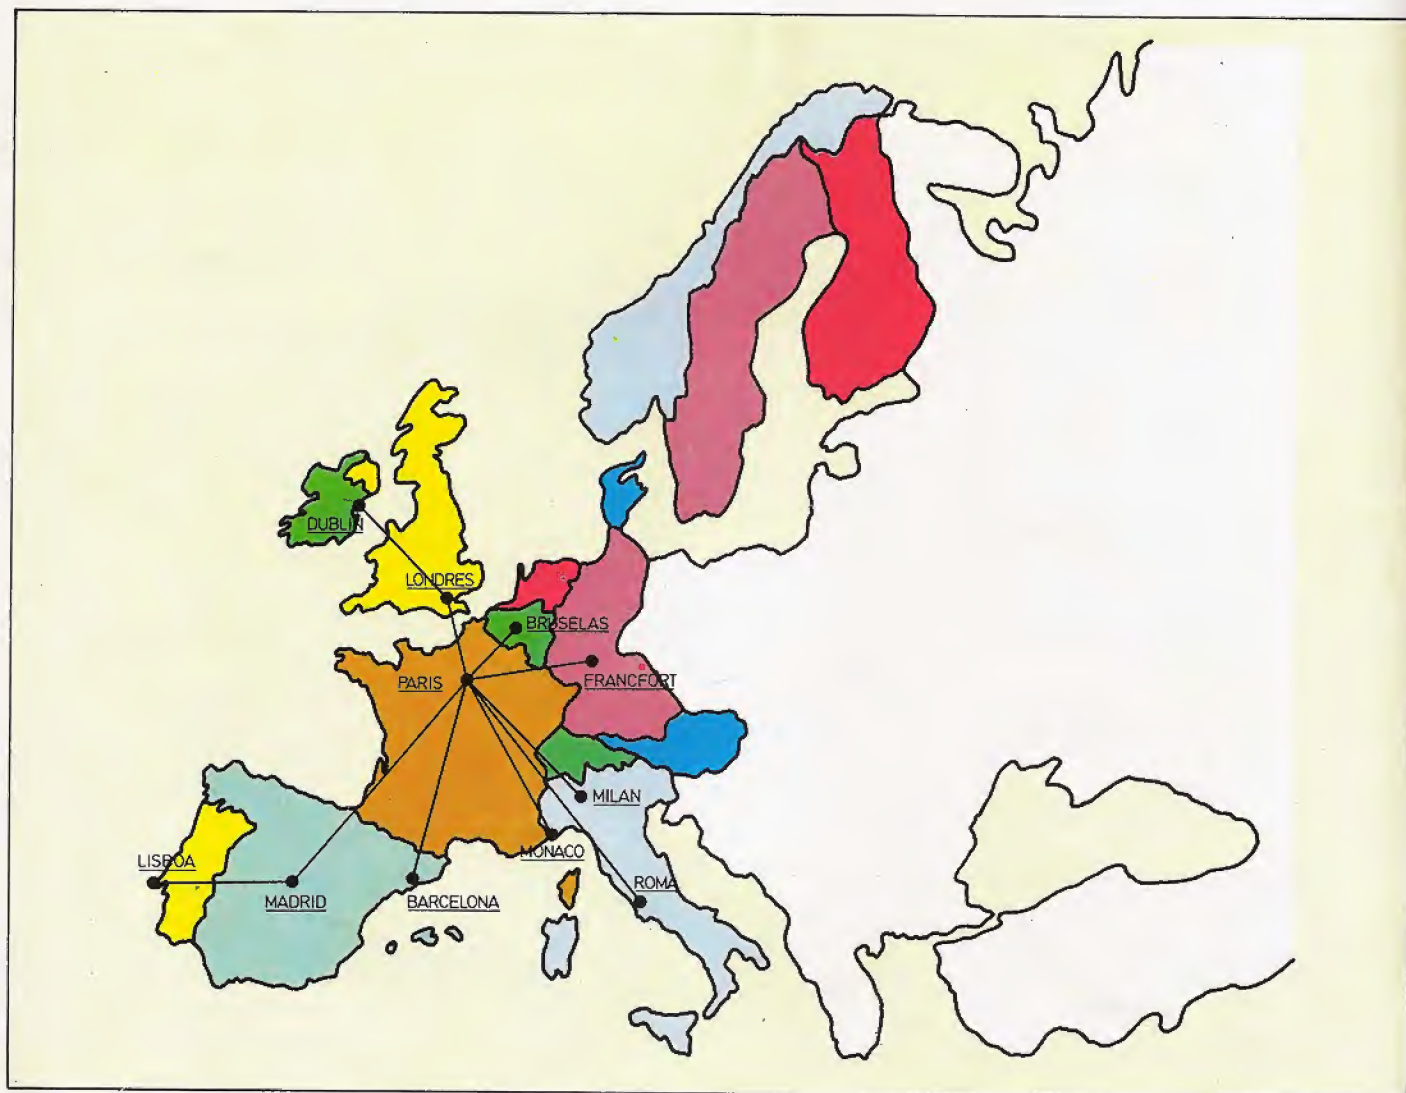 DUBLIN
LONDRES
BRUSELAS
PARIS
FRANCFORT
MILAN
MONACO
LISBOA
ROMA
MADRID
BARCELONA